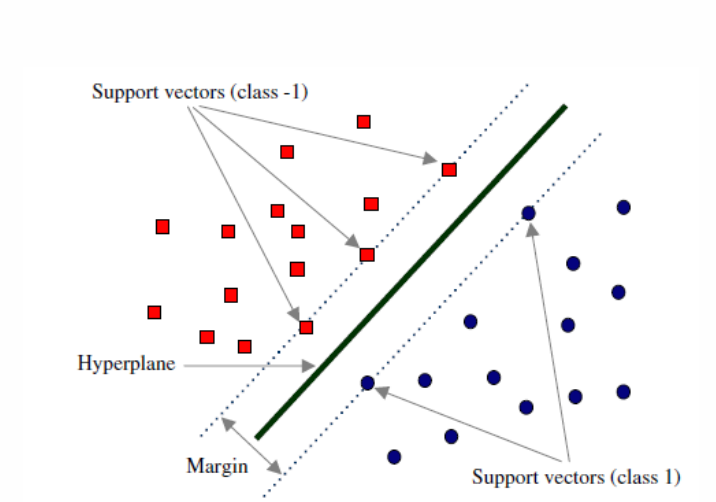 Support vectors (class -1)
Hyperplane
Margin
Support vectors (class 1)